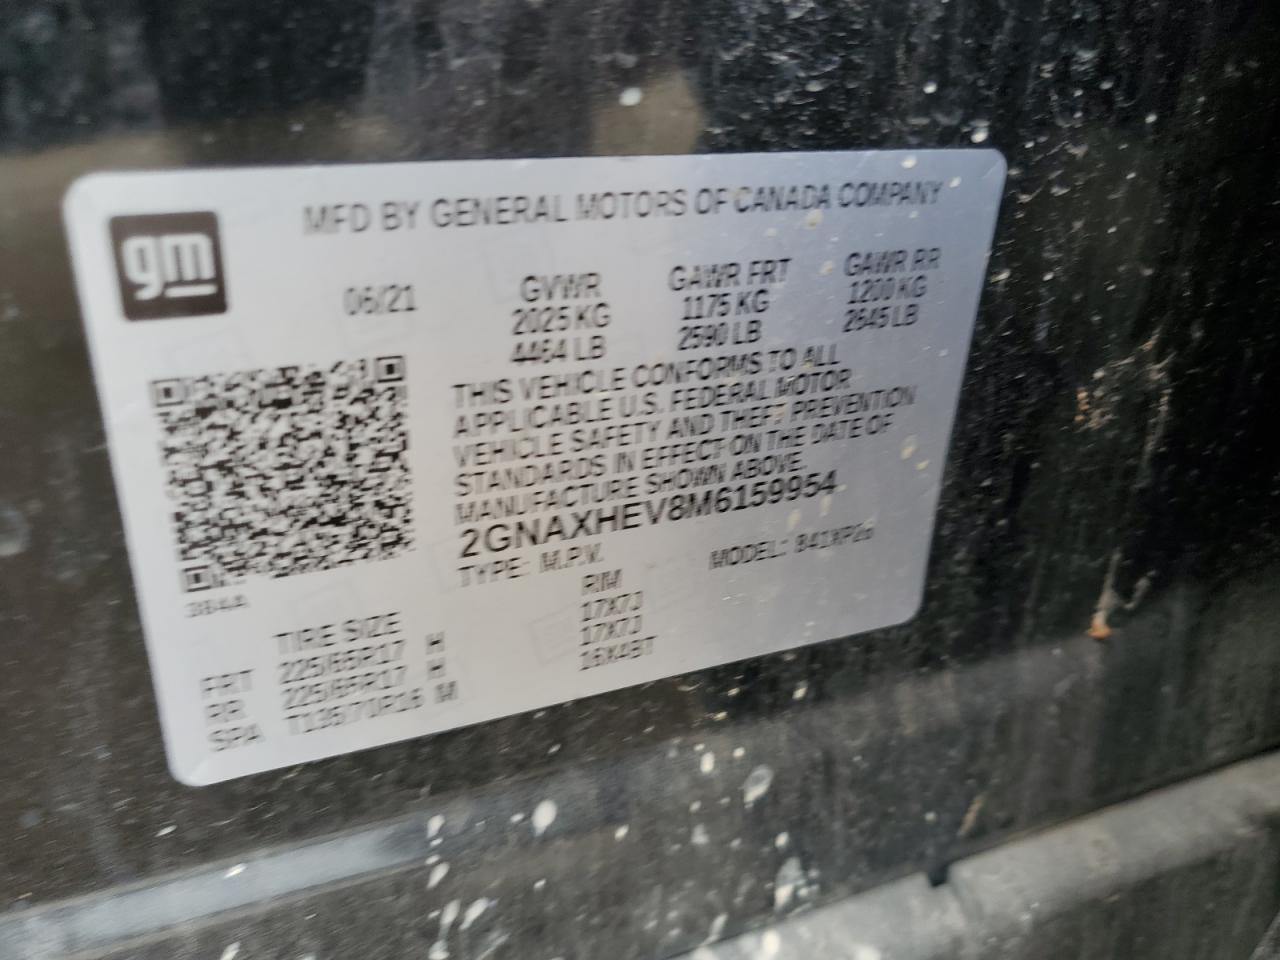 gm
MFD BY GENERAL MOTORS OF CANADA COMPANY
06/21
GVWR
2025 KG
4464 LB
GAWR FRT
1175 KG
2590 LB
GAWR RR
1200 KG
2645 LB
THIS VEHICLE CONFORMS TO ALL
APPLICABLE U.S. FEDERAL MOTOR
VEHICLE SAFETY AND THEFT PREVENTION
STANDARDS IN EFFECT ON THE DATE OF
MANUFACTURE SHOWN ABOVE.
2GNAXHEV8M6159954
TYPE: M.P.V.
MODEL:
TIRE SIZE
RIM
FRT 225/65R17 H 17X7J
RR 225/65R17 H 17X7J
SPA T135/70R16 M 16X4BT